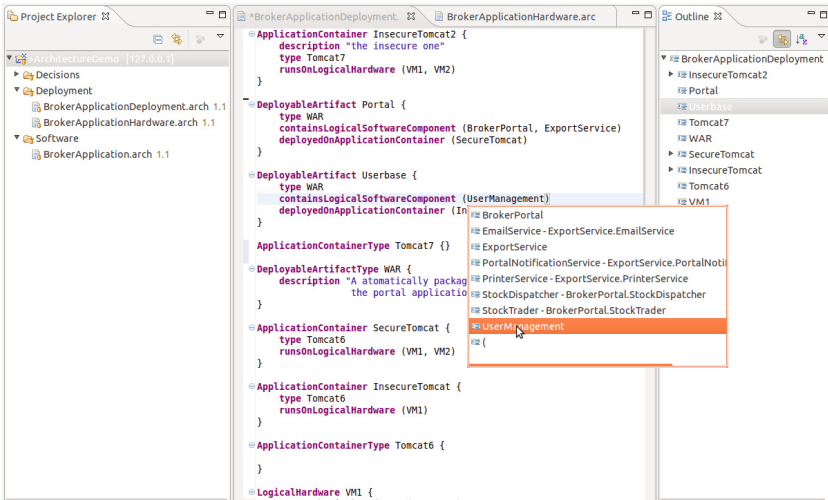 Project Explorer
>ArchitectureDemo [127.0.0.1]
Decisions
Deployment
BrokerApplicationDeployment.arch 1.1
BrokerApplicationHardware.arch 1.1
Software
BrokerApplication.arch 1.1
*BrokerApplicationDeployment.
BrokerApplicationHardware.arc
ApplicationContainer InsecureTomcat2 {
description "the insecure one"
type Tomcat7
runsOnLogicalHardware (VM1, VM2)
}
DeployableArtifact Portal {
type WAR
containsLogicalSoftwareComponent (BrokerPortal, ExportService)
deployedOnApplicationContainer (SecureTomcat)
}
DeployableArtifact Userbase {
type WAR
containsLogicalSoftwareComponent (UserManagement)
deployedOnApplicationContainer (In
}
ApplicationContainerType Tomcat7 {}
DeployableArtifactType WAR {
description "A atomatically packag
the portal applicatio
}
ApplicationContainer SecureTomcat {
type Tomcat6
runsOnLogicalHardware (VM1, VM2)
}
ApplicationContainer InsecureTomcat {
type Tomcat6
runsOnLogicalHardware (VM1)
}
ApplicationContainerType Tomcat6 {
}
LogicalHardware VM1 {
BrokerPortal
EmailService - ExportService.EmailService
ExportService
PortalNotificationService - ExportService.PortalNotif
PrinterService - ExportService.PrinterService
StockDispatcher - BrokerPortal.StockDispatcher
StockTrader - BrokerPortal.StockTrader
UserManagement
(
Outline
BrokerApplicationDeployment
InsecureTomcat2
Portal
Userbase
Tomcat7
WAR
SecureTomcat
InsecureTomcat
Tomcat6
VM1